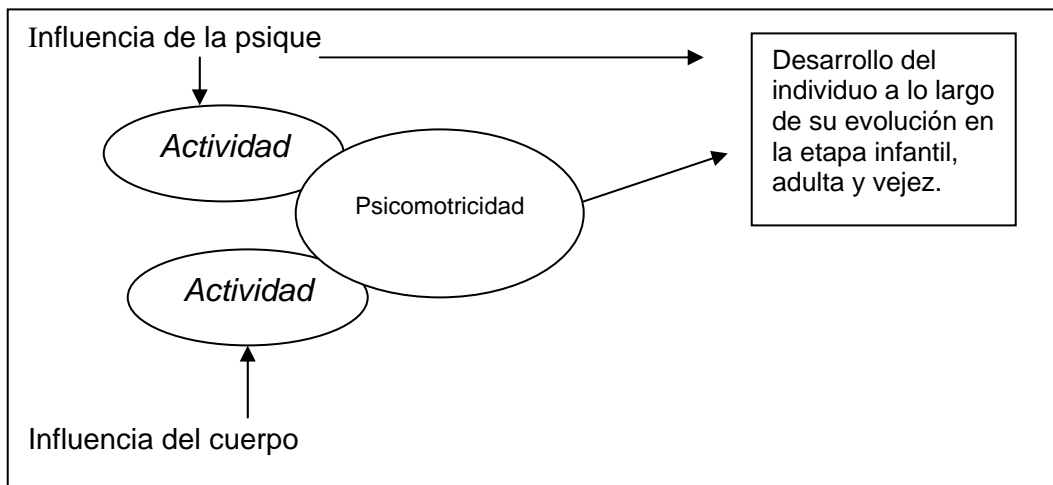 Influencia de la psique
Actividad
Psicomotricidad
Actividad
Influencia del cuerpo
Desarrollo del
individuo a lo largo
de su evolución en
la etapa infantil,
adulta y vejez.